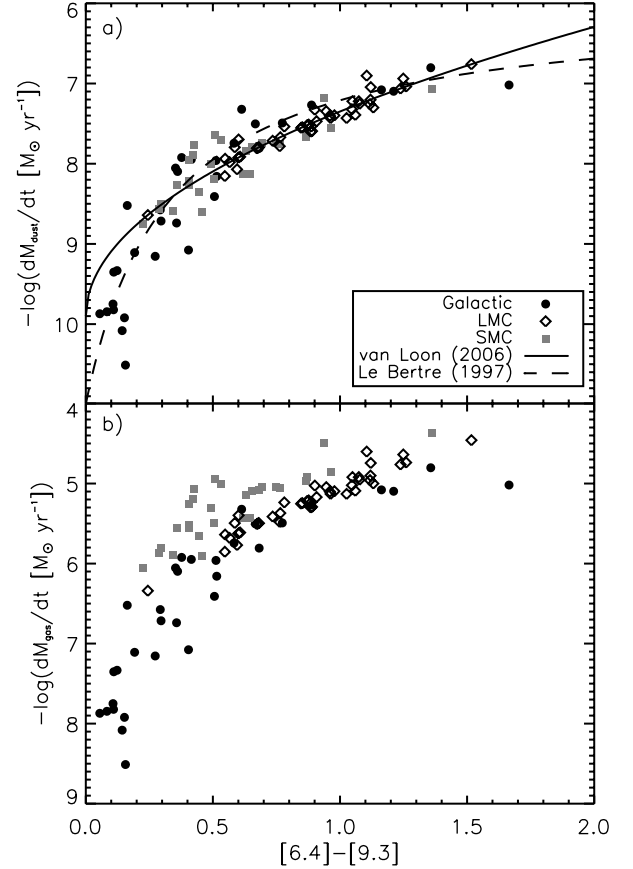 6
a)
7
8
9
10
-log(dM_dust/dt [M⊙ yr⁻¹])
Galactic
LMC
SMC
van Loon (2006)
Le Bertre (1997)
4
b)
5
6
7
8
9
-log(dM_gas/dt [M⊙ yr⁻¹])
0.0 0.5 1.0 1.5 2.0
[6.4]-[9.3]